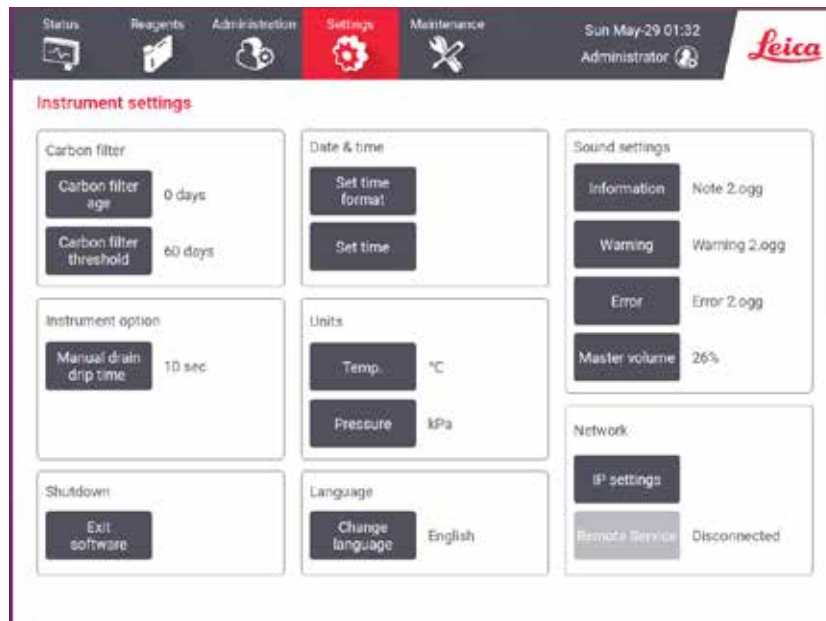 Status
Reagents
Administration
Settings
Maintenance
Sun May-29 01:32
Administrator
Leica
Instrument settings
Carbon filter
Carbon filter
age
0 days
Carbon filter
threshold
60 days
Date & time
Set time
format
Set time
Sound settings
Information
Note 2.ogg
Warning
Warning 2.ogg
Error
Error 2.ogg
Master volume
26%
Instrument option
Manual drain
drip time
10 sec
Units
Temp.
°C
Pressure
kPa
Network
IP settings
Remote Service
Disconnected
Shutdown
Exit
software
Language
Change
language
English